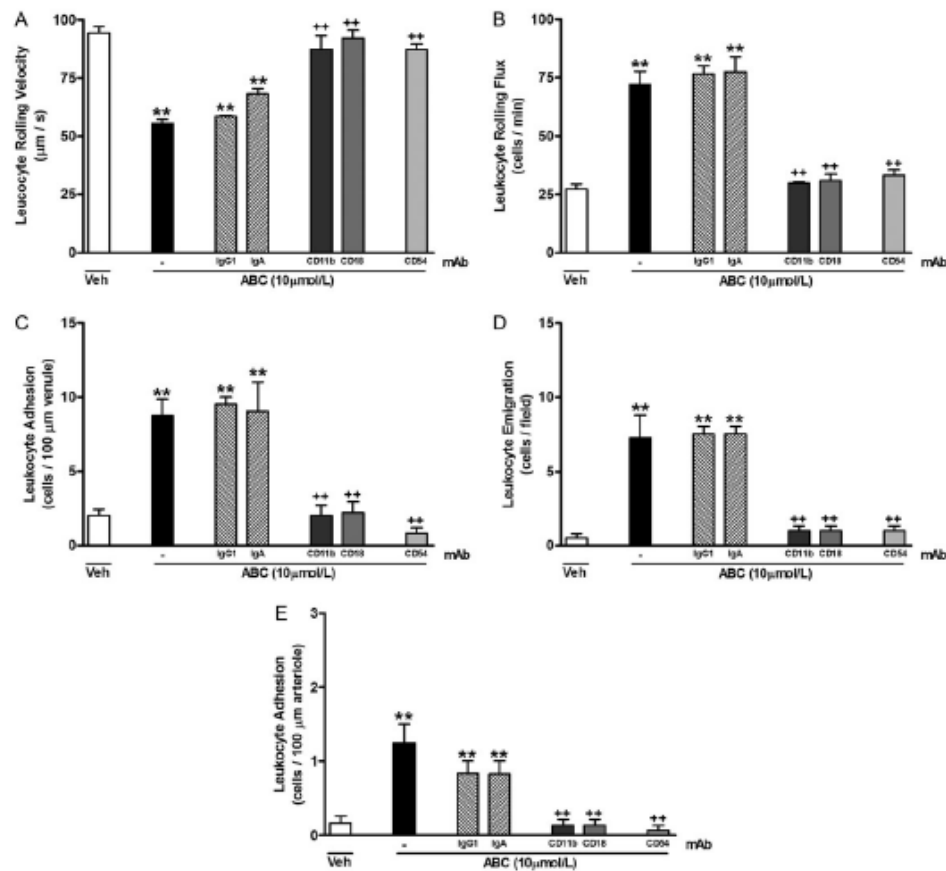 A
Leucocyte Rolling Velocity
(μm / s)
100
75
50
25
0
**
**
**
++
++
++
-
IgG1
IgA
CD11b
CD18
CD54
mAb
Veh
ABC (10μmol/L)
B
Leukocyte Rolling Flux
(cells / min)
100
75
50
25
0
**
**
**
++
++
++
-
IgG1
IgA
CD11b
CD18
CD54
mAb
Veh
ABC (10μmol/L)
C
Leukocyte Adhesion
(cells / 100 μm venule)
15
10
5
0
**
**
**
++
++
++
-
IgG1
IgA
CD11b
CD18
CD54
mAb
Veh
ABC (10μmol/L)
D
Leukocyte Emigration
(cells / field)
15
10
5
0
**
**
**
++
++
++
-
IgG1
IgA
CD11b
CD18
CD54
mAb
Veh
ABC (10μmol/L)
E
Leukocyte Adhesion
(cells / 100 μm arteriole)
3
2
1
0
**
**
**
++
++
++
-
IgG1
IgA
CD11b
CD18
CD54
mAb
Veh
ABC (10μmol/L)